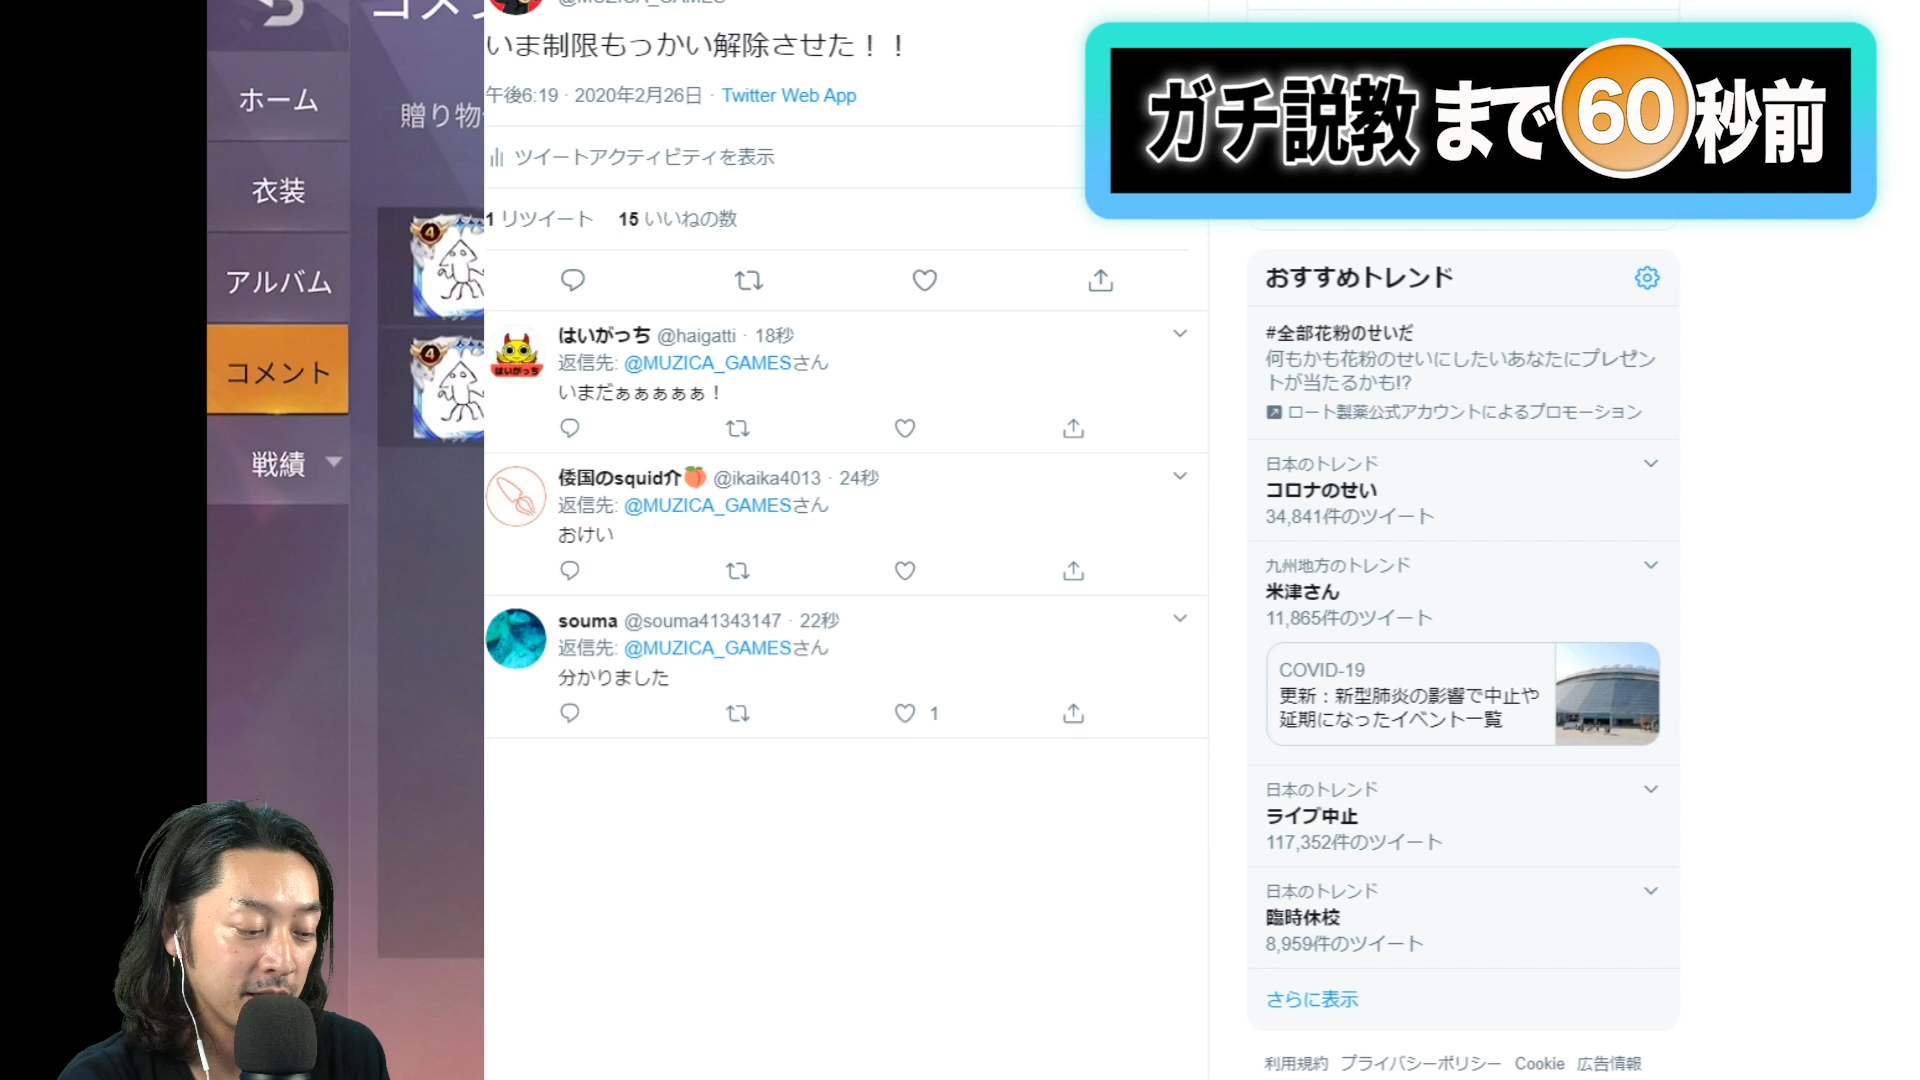 コメン
ホーム
衣装
アルバム
コメント
戦績
贈り物
4
4
@MUZICA_GAMES
いま制限もっかい解除させた！！
午後6:19 · 2020年2月26日 · Twitter Web App
ツイートアクティビティを表示
1 リツイート 15 いいねの数
はいがっち @haigatti · 18秒
返信先: @MUZICA_GAMESさん
いまだぁぁぁぁぁ！
はいがっち
倭国のsquid介🍑 @ikaika4013 · 24秒
返信先: @MUZICA_GAMESさん
おけい
souma @souma41343147 · 22秒
返信先: @MUZICA_GAMESさん
分かりました
1
ガチ説教まで60秒前
おすすめトレンド
#全部花粉のせいだ
何もかも花粉のせいにしたいあなたにプレゼン
トが当たるかも!?
ロート製薬公式アカウントによるプロモーション
日本のトレンド
コロナのせい
34,841件のツイート
九州地方のトレンド
米津さん
11,865件のツイート
COVID-19
更新：新型肺炎の影響で中止や
延期になったイベント一覧
日本のトレンド
ライブ中止
117,352件のツイート
日本のトレンド
臨時休校
8,959件のツイート
さらに表示
利用規約 プライバシーポリシー Cookie 広告情報